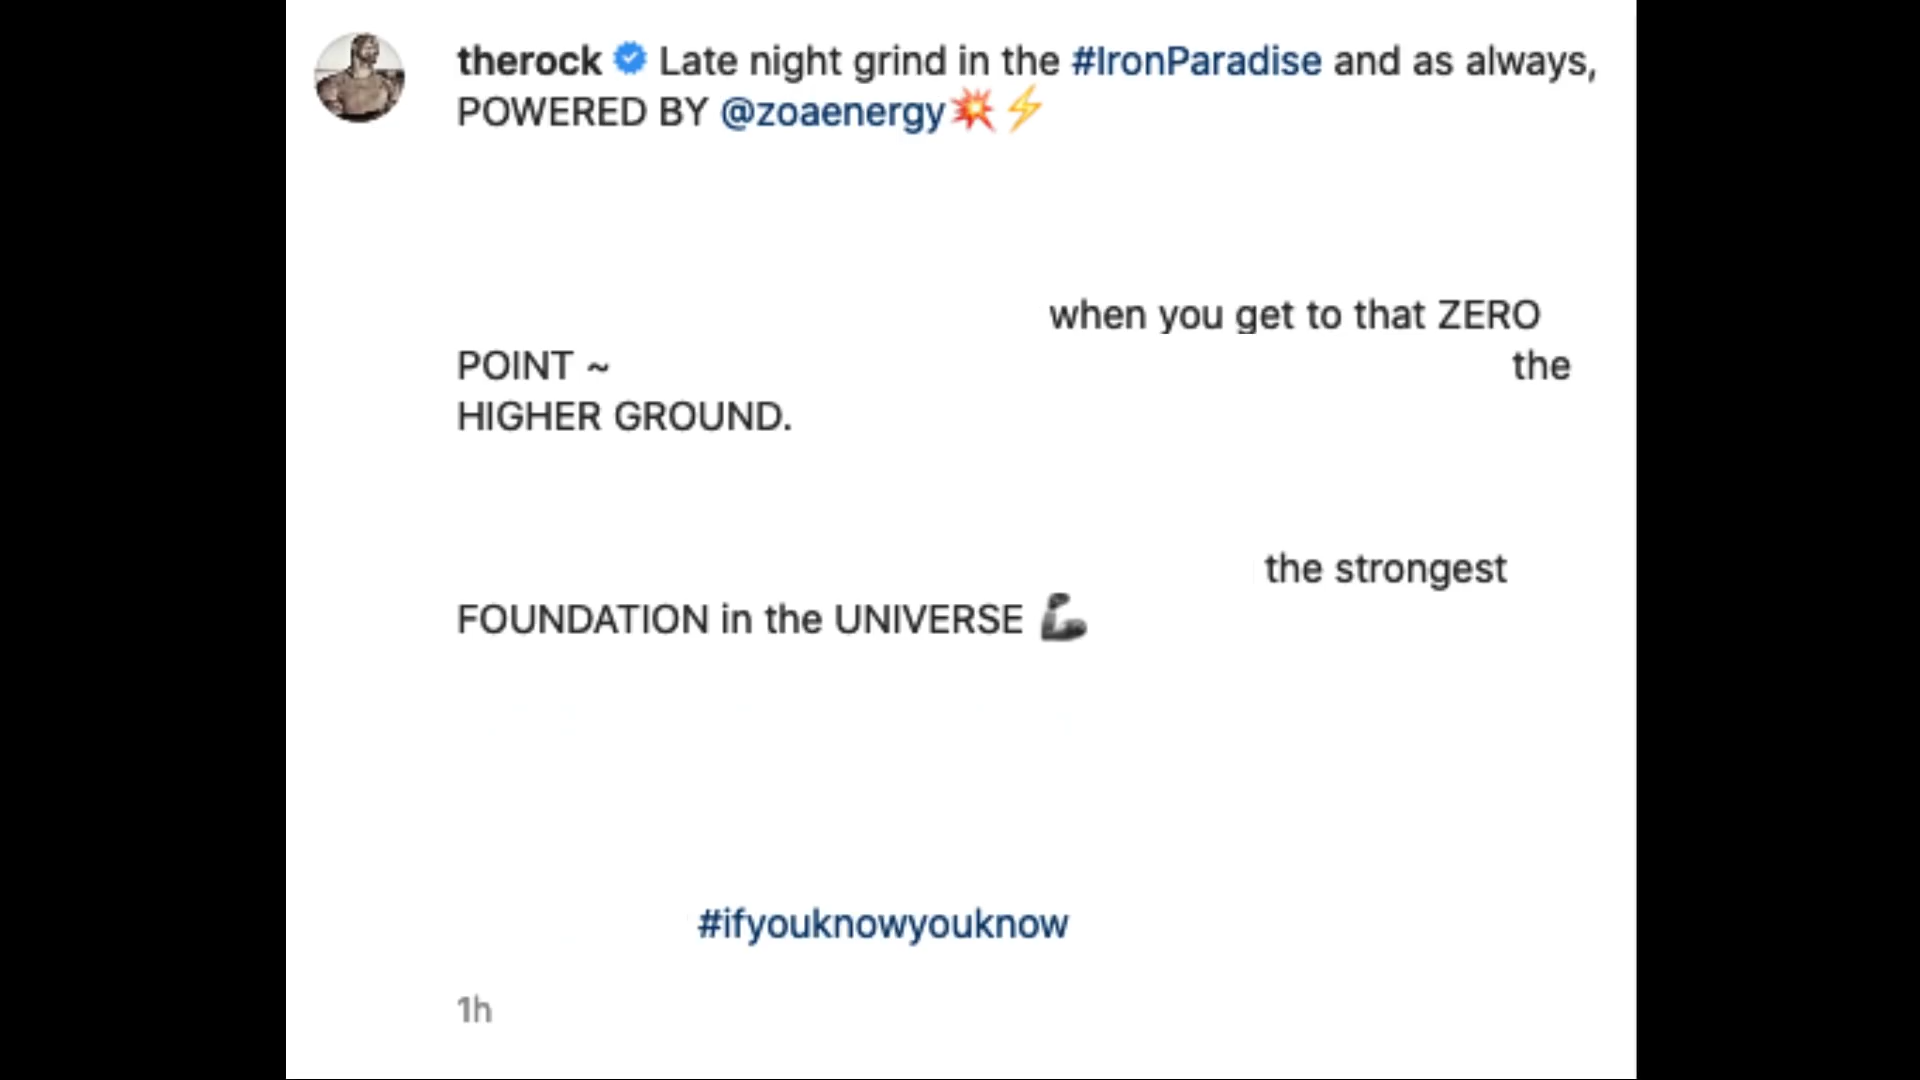 therock Late night grind in the #IronParadise and as always,
POWERED BY @zoaenergy💥⚡
when you get to that ZERO
POINT ~ the
HIGHER GROUND.
the strongest
FOUNDATION in the UNIVERSE 💪🏿
#ifyouknowyouknow
1h